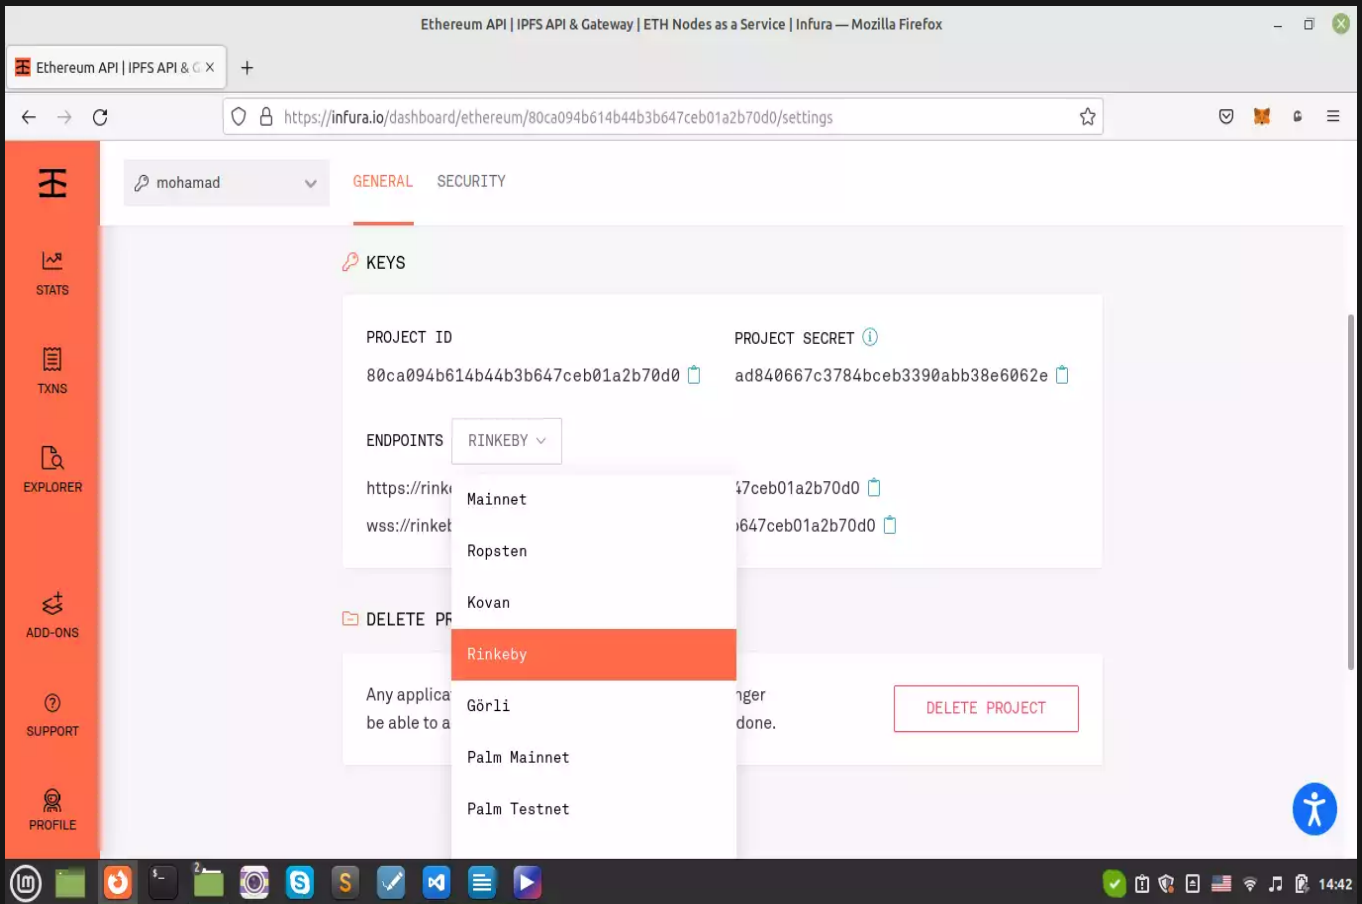 Ethereum API | IPFS API & Gateway | ETH Nodes as a Service | Infura — Mozilla Firefox
Ethereum API | IPFS API & G
https://infura.io/dashboard/ethereum/80ca094b614b44b3b647ceb01a2b70d0/settings
mohamad
GENERAL SECURITY
STATS
TXNS
EXPLORER
ADD-ONS
SUPPORT
PROFILE
KEYS
PROJECT ID
80ca094b614b44b3b647ceb01a2b70d0
PROJECT SECRET
ad840667c3784bceb3390abb38e6062e
ENDPOINTS RINKEBY
https://rinke 47ceb01a2b70d0
wss://rinkeb b647ceb01a2b70d0
Mainnet
Ropsten
Kovan
Rinkeby
Görli
Palm Mainnet
Palm Testnet
DELETE PR
Any applica nger
be able to a done.
DELETE PROJECT
2
14:42